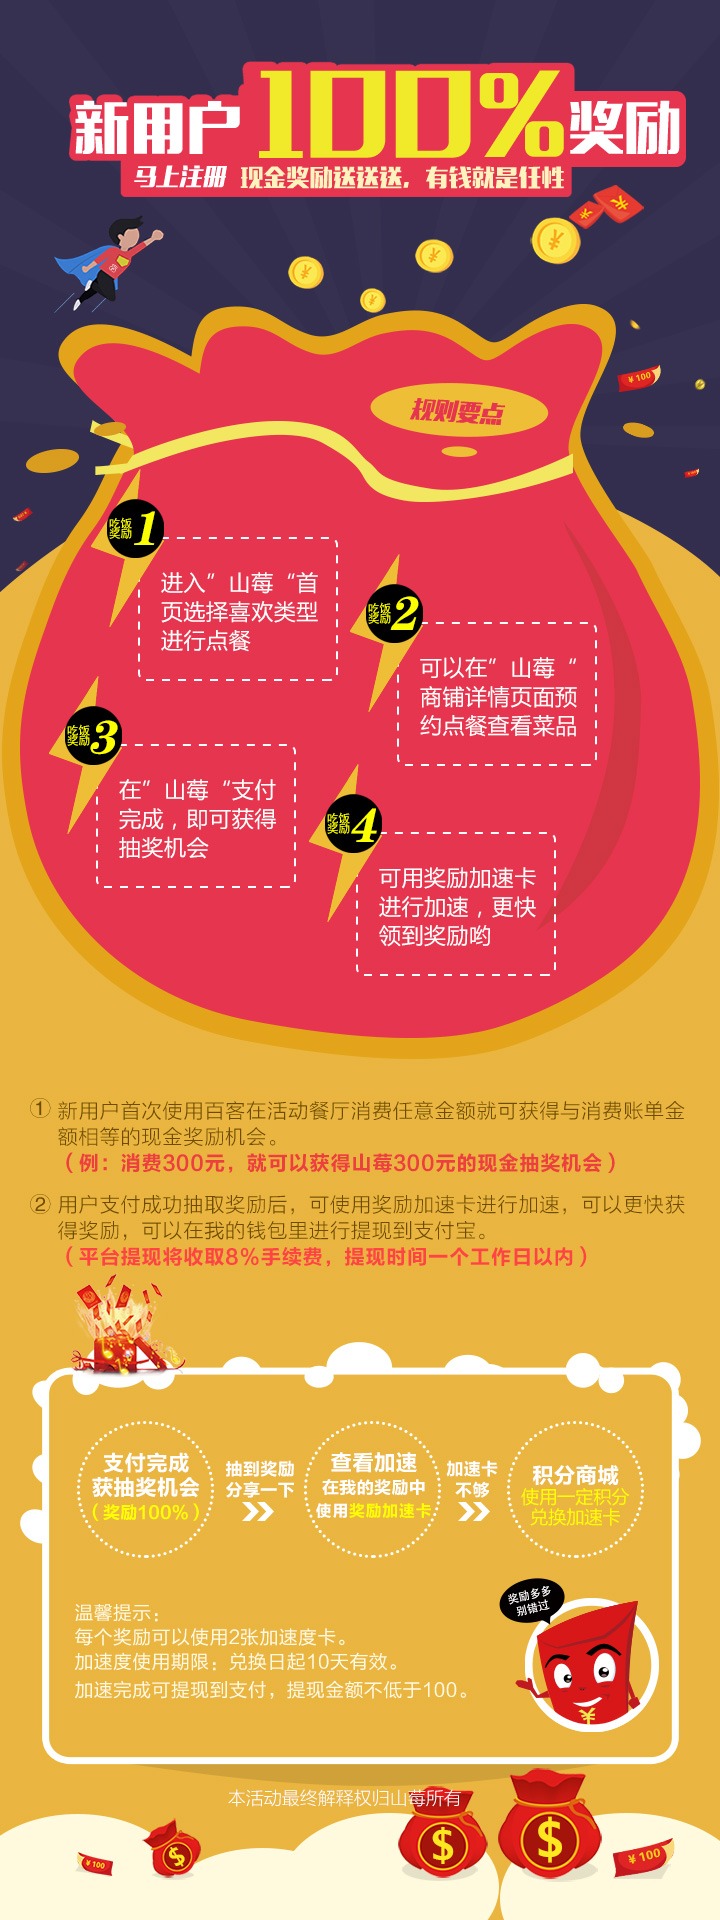 新用户100%奖励
马上注册 现金奖励送送送，有钱就是任性
¥100
规则要点
吃饭
奖励 1
进入”山莓“首
页选择喜欢类型
进行点餐
吃饭
奖励 2
可以在”山莓“
商铺详情页面预
约点餐查看菜品
吃饭
奖励 3
在”山莓“支付
完成，即可获得
抽奖机会
吃饭
奖励 4
可用奖励加速卡
进行加速，更快
领到奖励哟
① 新用户首次使用百客在活动餐厅消费任意金额就可获得与消费账单金
额相等的现金奖励机会。
（例：消费300元，就可以获得山莓300元的现金抽奖机会）
② 用户支付成功抽取奖励后，可使用奖励加速卡进行加速，可以更快获
得奖励，可以在我的钱包里进行提现到支付宝。
（平台提现将收取8%手续费，提现时间一个工作日以内）
支付完成
获抽奖机会
（奖励100%）
抽到奖励
分享一下
查看加速
在我的奖励中
使用奖励加速卡
加速卡
不够
积分商城
使用一定积分
兑换加速卡
温馨提示：
每个奖励可以使用2张加速度卡。
加速度使用期限：兑换日起10天有效。
加速完成可提现到支付，提现金额不低于100。
奖励多多
别错过
¥
本活动最终解释权归山莓所有
¥100
$
$
$
¥100